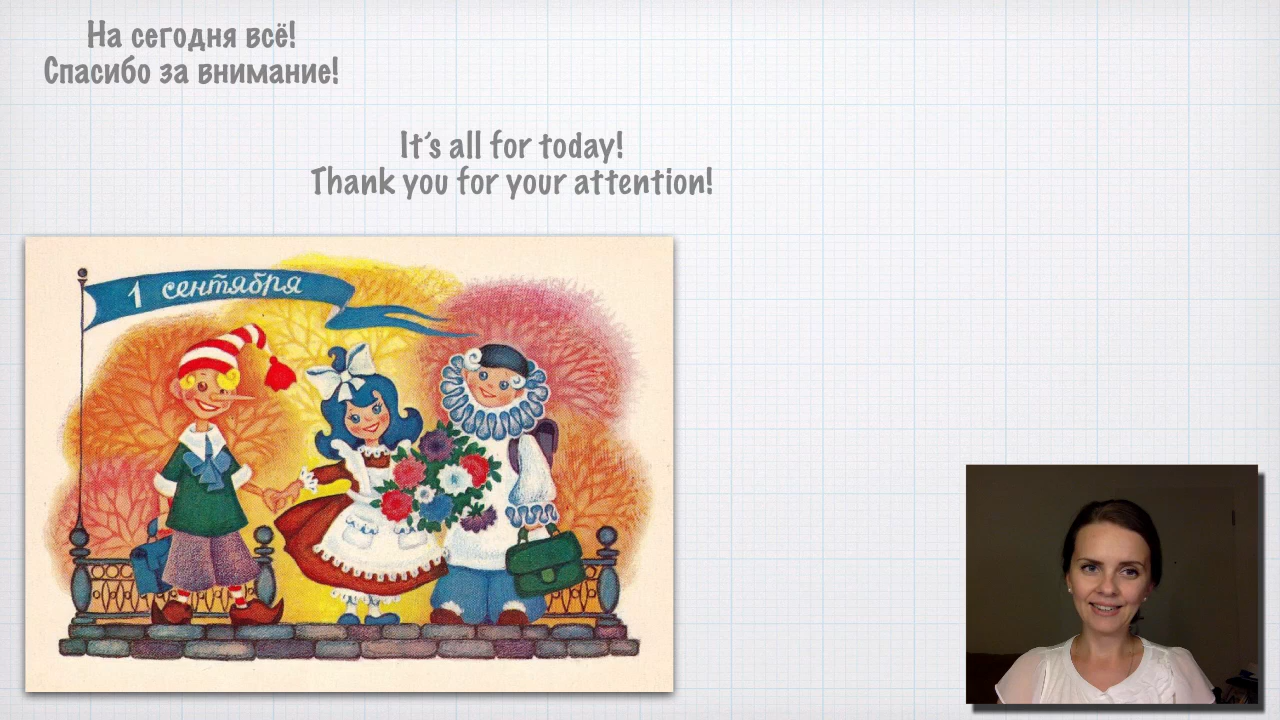 На сегодня всё!
Спасибо за внимание!
It's all for today!
Thank you for your attention!
1 сентября